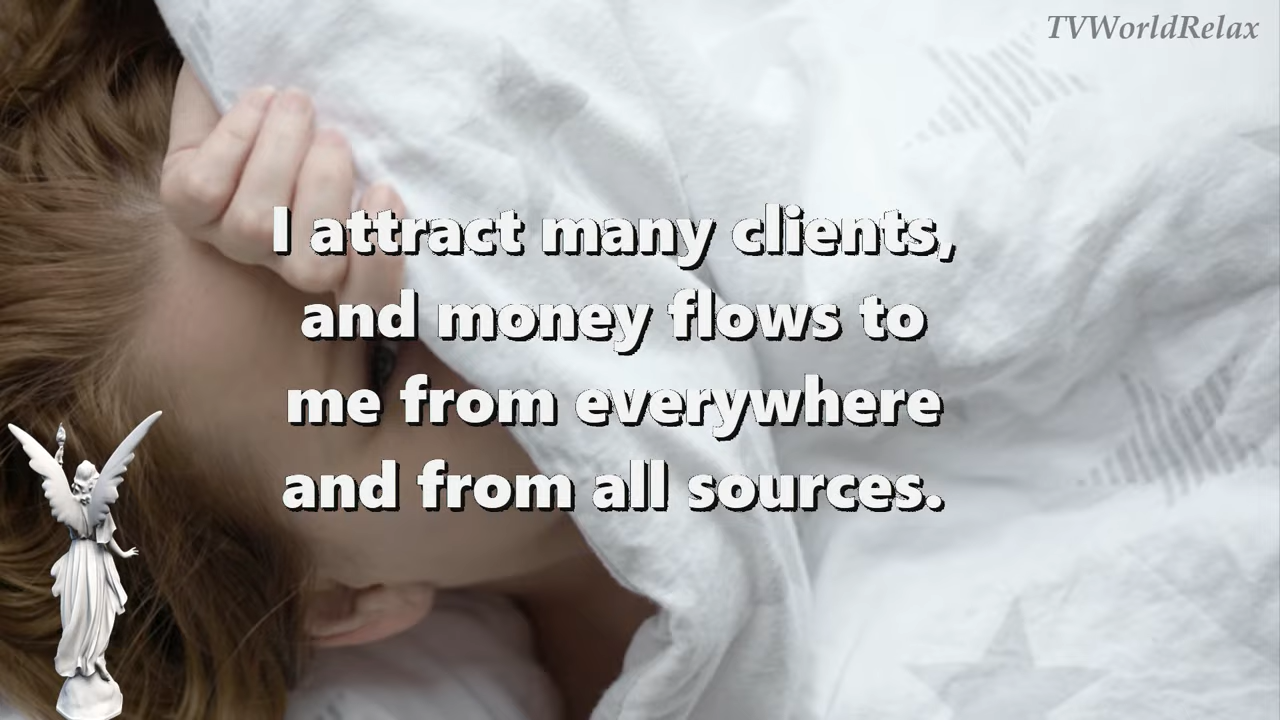 TVWorldRelax
I attract many clients,
and money flows to
me from everywhere
and from all sources.